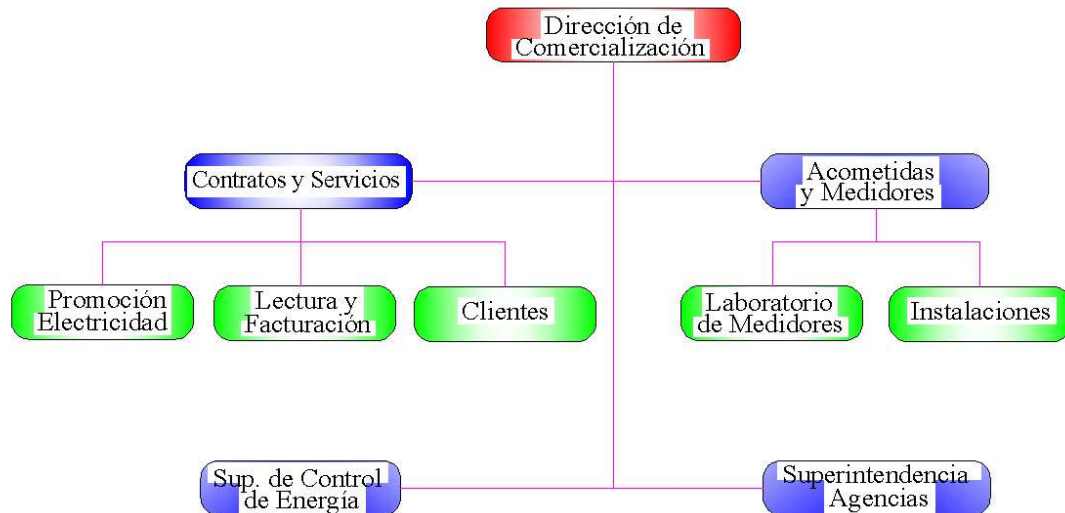 Dirección de
Comercialización
Contratos y Servicios
Acometidas
y Medidores
Promoción
Electricidad
Lectura y
Facturación
Clientes
Laboratorio
de Medidores
Instalaciones
Sup. de Control
de Energía
Superintendencia
Agencias